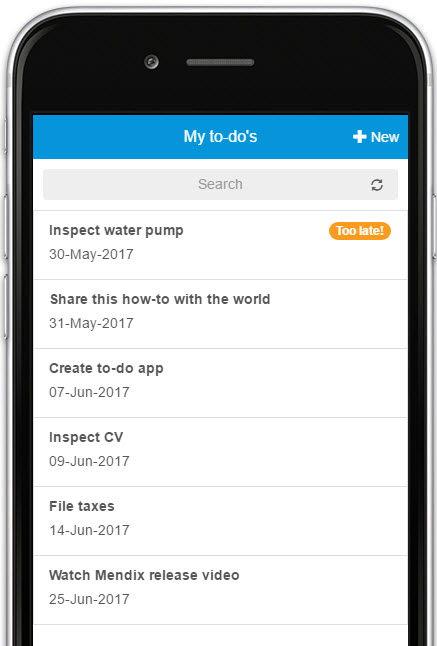 My to-do's
New
Search
Inspect water pump
Too late!
30-May-2017
Share this how-to with the world
31-May-2017
Create to-do app
07-Jun-2017
Inspect CV
09-Jun-2017
File taxes
14-Jun-2017
Watch Mendix release video
25-Jun-2017